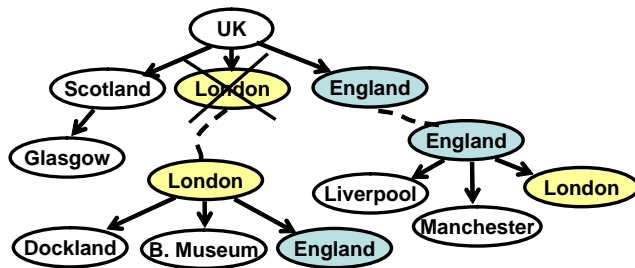 UK
Scotland London England
Glasgow England
London Liverpool London
Manchester
Dockland B. Museum England